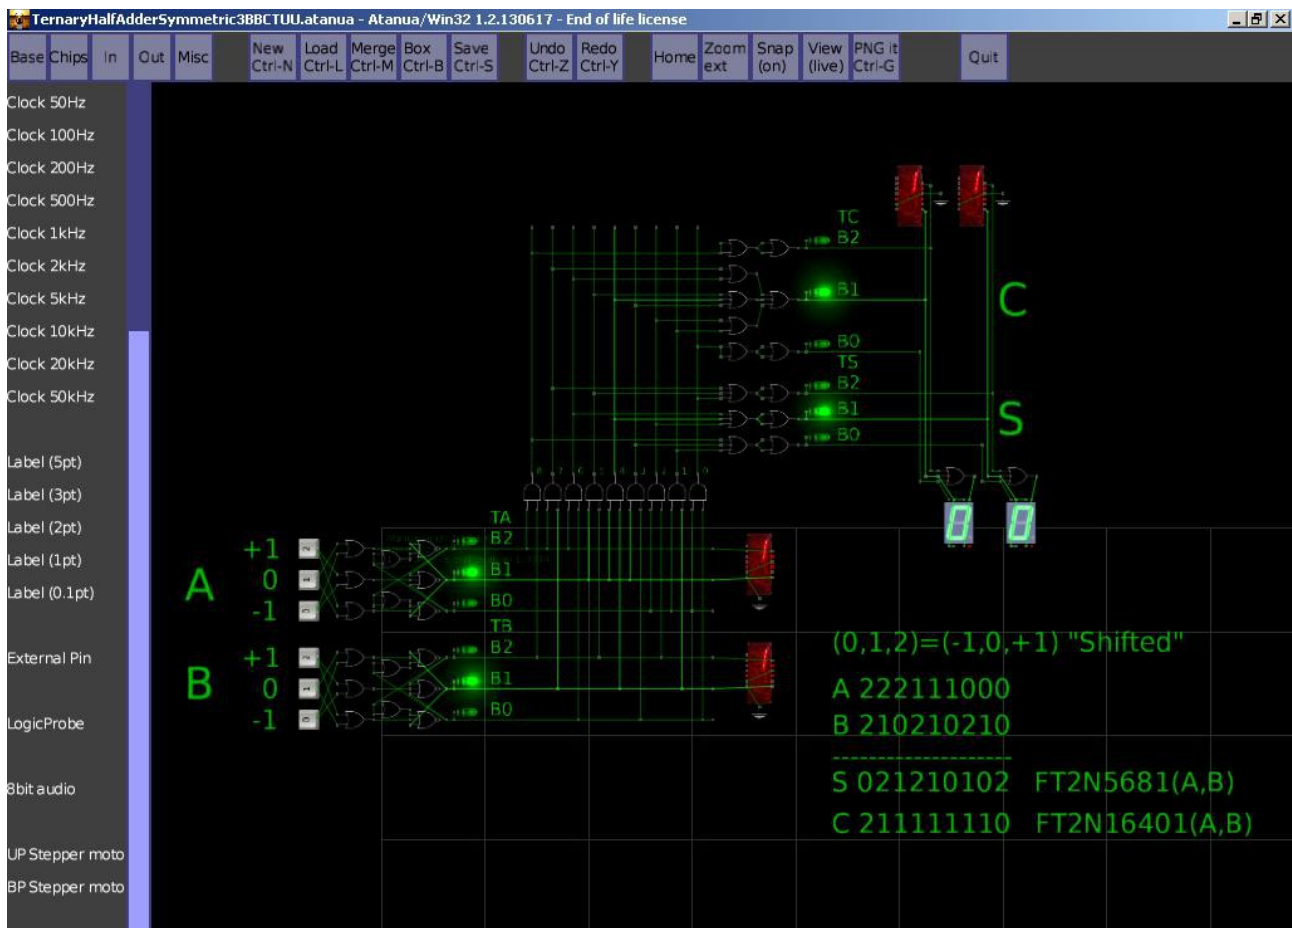 TernaryHalfAdderSymmetric3BBCTUU.atanua - Atanua/Win32 1.2.130617 - End of life license
Base Chips In Out Misc New Ctrl-N Load Ctrl-L Merge Ctrl-M Box Ctrl-B Save Ctrl-S Undo Ctrl-Z Redo Ctrl-Y Home Zoom ext Snap (on) View (live) PNG it Ctrl-G Quit
Clock 50Hz
Clock 100Hz
Clock 200Hz
Clock 500Hz
Clock 1kHz
Clock 2kHz
Clock 5kHz
Clock 10kHz
Clock 20kHz
Clock 50kHz
Label (5pt)
Label (3pt)
Label (2pt)
Label (1pt)
Label (0.1pt)
External Pin
LogicProbe
8bit audio
UP Stepper moto
BP Stepper moto
TC
B2
B1
B0
C
TS
B2
B1
B0
S
0 0
TA
A
+1 B2
0 B1
-1 B0
TB
B
+1 B2
0 B1
-1 B0
(0,1,2)=(-1,0,+1) "Shifted"
A 222111000
B 210210210
--------------------
S 021210102 FT2N5681(A,B)
C 211111110 FT2N16401(A,B)